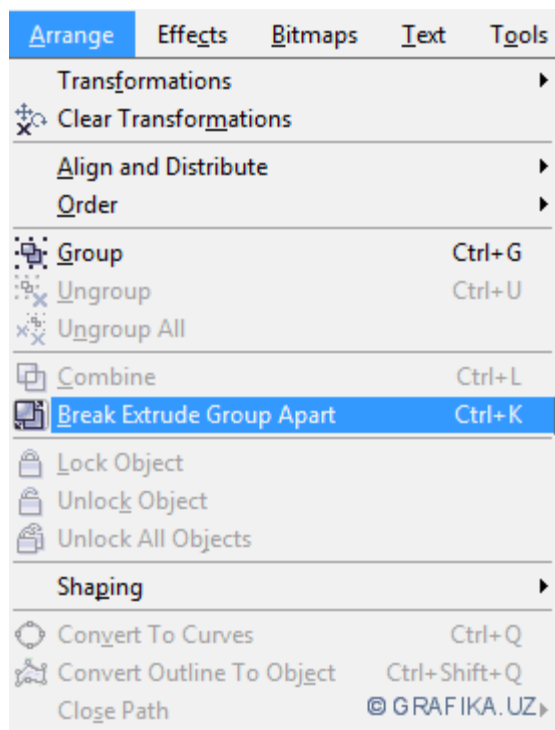 Arrange Effects Bitmaps Text Tools
Transformations
Clear Transformations
Align and Distribute
Order
Group Ctrl+G
Ungroup Ctrl+U
Ungroup All
Combine Ctrl+L
Break Extrude Group Apart Ctrl+K
Lock Object
Unlock Object
Unlock All Objects
Shaping
Convert To Curves Ctrl+Q
Convert Outline To Object Ctrl+Shift+Q
Close Path © GRAFIKA.UZ